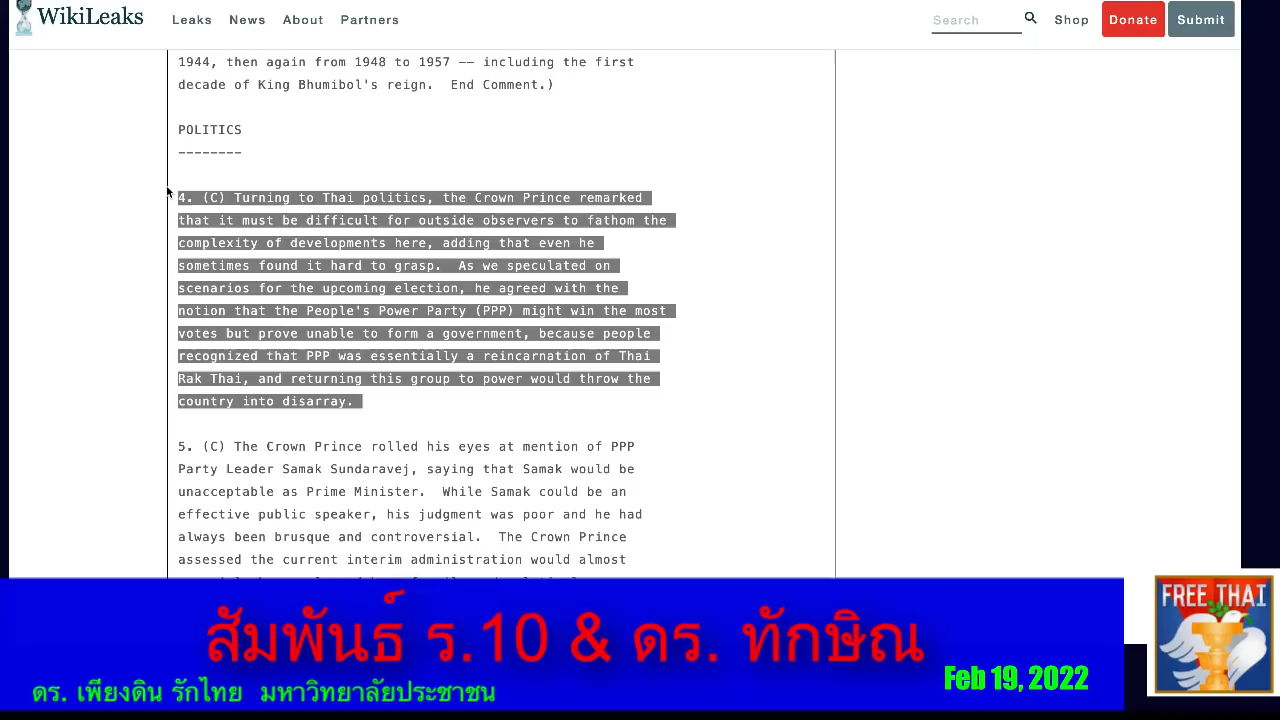 WikiLeaks
Leaks News About Partners
Search
Shop
Donate
Submit
1944, then again from 1948 to 1957 -- including the first
decade of King Bhumibol's reign.  End Comment.)
POLITICS
--------
4. (C) Turning to Thai politics, the Crown Prince remarked
that it must be difficult for outside observers to fathom the
complexity of developments here, adding that even he
sometimes found it hard to grasp.  As we speculated on
scenarios for the upcoming election, he agreed with the
notion that the People's Power Party (PPP) might win the most
votes but prove unable to form a government, because people
recognized that PPP was essentially a reincarnation of Thai
Rak Thai, and returning this group to power would throw the
country into disarray.
5. (C) The Crown Prince rolled his eyes at mention of PPP
Party Leader Samak Sundaravej, saying that Samak would be
unacceptable as Prime Minister.  While Samak could be an
effective public speaker, his judgment was poor and he had
always been brusque and controversial.  The Crown Prince
assessed the current interim administration would almost
สัมพันธ์ ร.10 & ดร. ทักษิณ
ดร. เพียงดิน รักไทย มหาวิทยาลัยประชาชน
Feb 19, 2022
FREE THAI